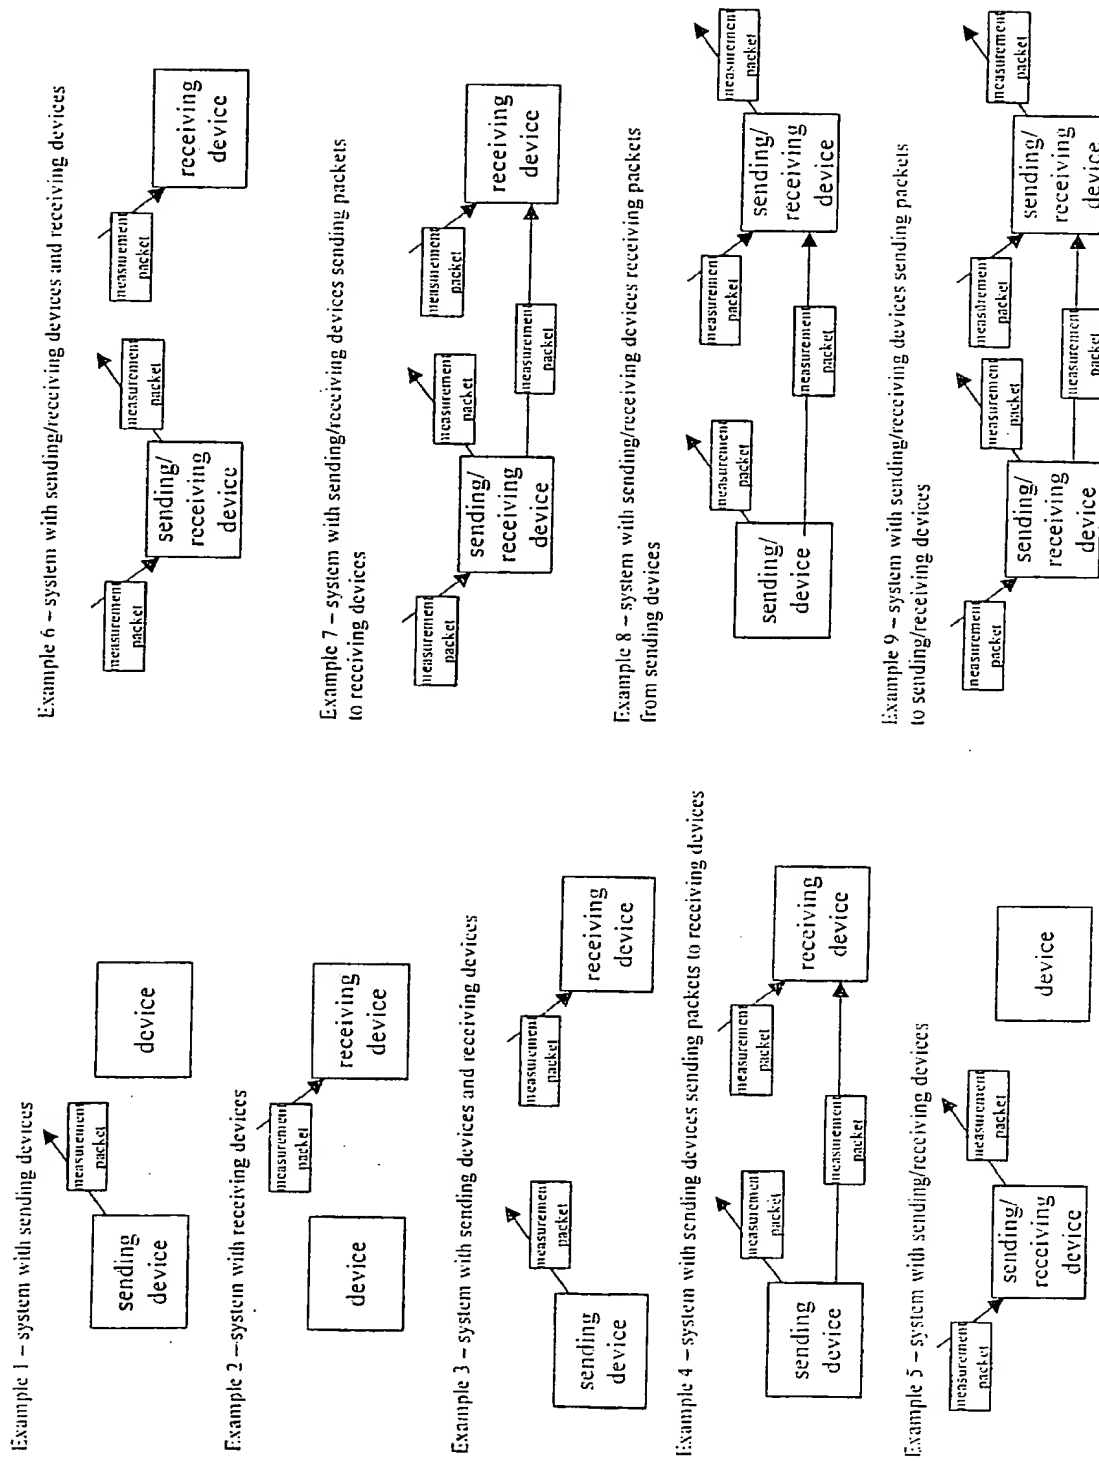 Example 1 – system with sending devices
sending
device
measurement
packet
device
Example 2 – system with receiving devices
device
measurement
packet
receiving
device
Example 3 – system with sending devices and receiving devices
sending
device
measurement
packet
measurement
packet
receiving
device
Example 4 – system with sending devices sending packets to receiving devices
sending
device
measurement
packet
measurement
packet
measurement
packet
receiving
device
Example 5 – system with sending/receiving devices
measurement
packet
sending/
receiving
device
measurement
packet
device
Example 6 – system with sending/receiving devices and receiving devices
measurement
packet
sending/
receiving
device
measurement
packet
measurement
packet
receiving
device
Example 7 – system with sending/receiving devices sending packets
to receiving devices
measurement
packet
sending/
receiving
device
measurement
packet
measurement
packet
measurement
packet
receiving
device
Example 8 – system with sending/receiving devices receiving packets
from sending devices
sending/
device
measurement
packet
measurement
packet
measurement
packet
sending/
receiving
device
measurement
packet
Example 9 – system with sending/receiving devices sending packets
to sending/receiving devices
measurement
packet
sending/
receiving
device
measurement
packet
measurement
packet
measurement
packet
sending/
receiving
device
measurement
packet